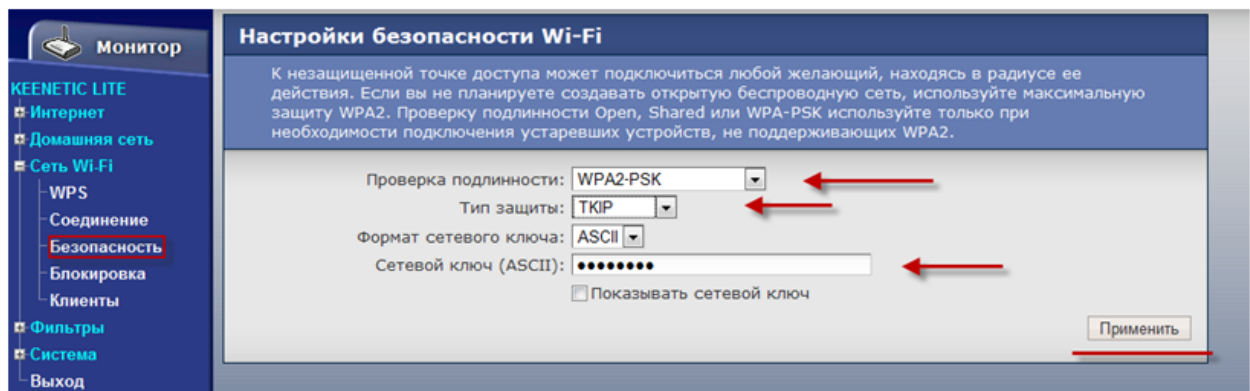 Монитор
KEENETIC LITE
Интернет
Домашняя сеть
Сеть Wi-Fi
WPS
Соединение
Безопасность
Блокировка
Клиенты
Фильтры
Система
Выход
Настройки безопасности Wi-Fi
К незащищенной точке доступа может подключиться любой желающий, находясь в радиусе ее
действия. Если вы не планируете создавать открытую беспроводную сеть, используйте максимальную
защиту WPA2. Проверку подлинности Open, Shared или WPA-PSK используйте только при
необходимости подключения устаревших устройств, не поддерживающих WPA2.
Проверка подлинности: WPA2-PSK
Тип защиты: TKIP
Формат сетевого ключа: ASCII
Сетевой ключ (ASCII): ••••••••
Показывать сетевой ключ
Применить